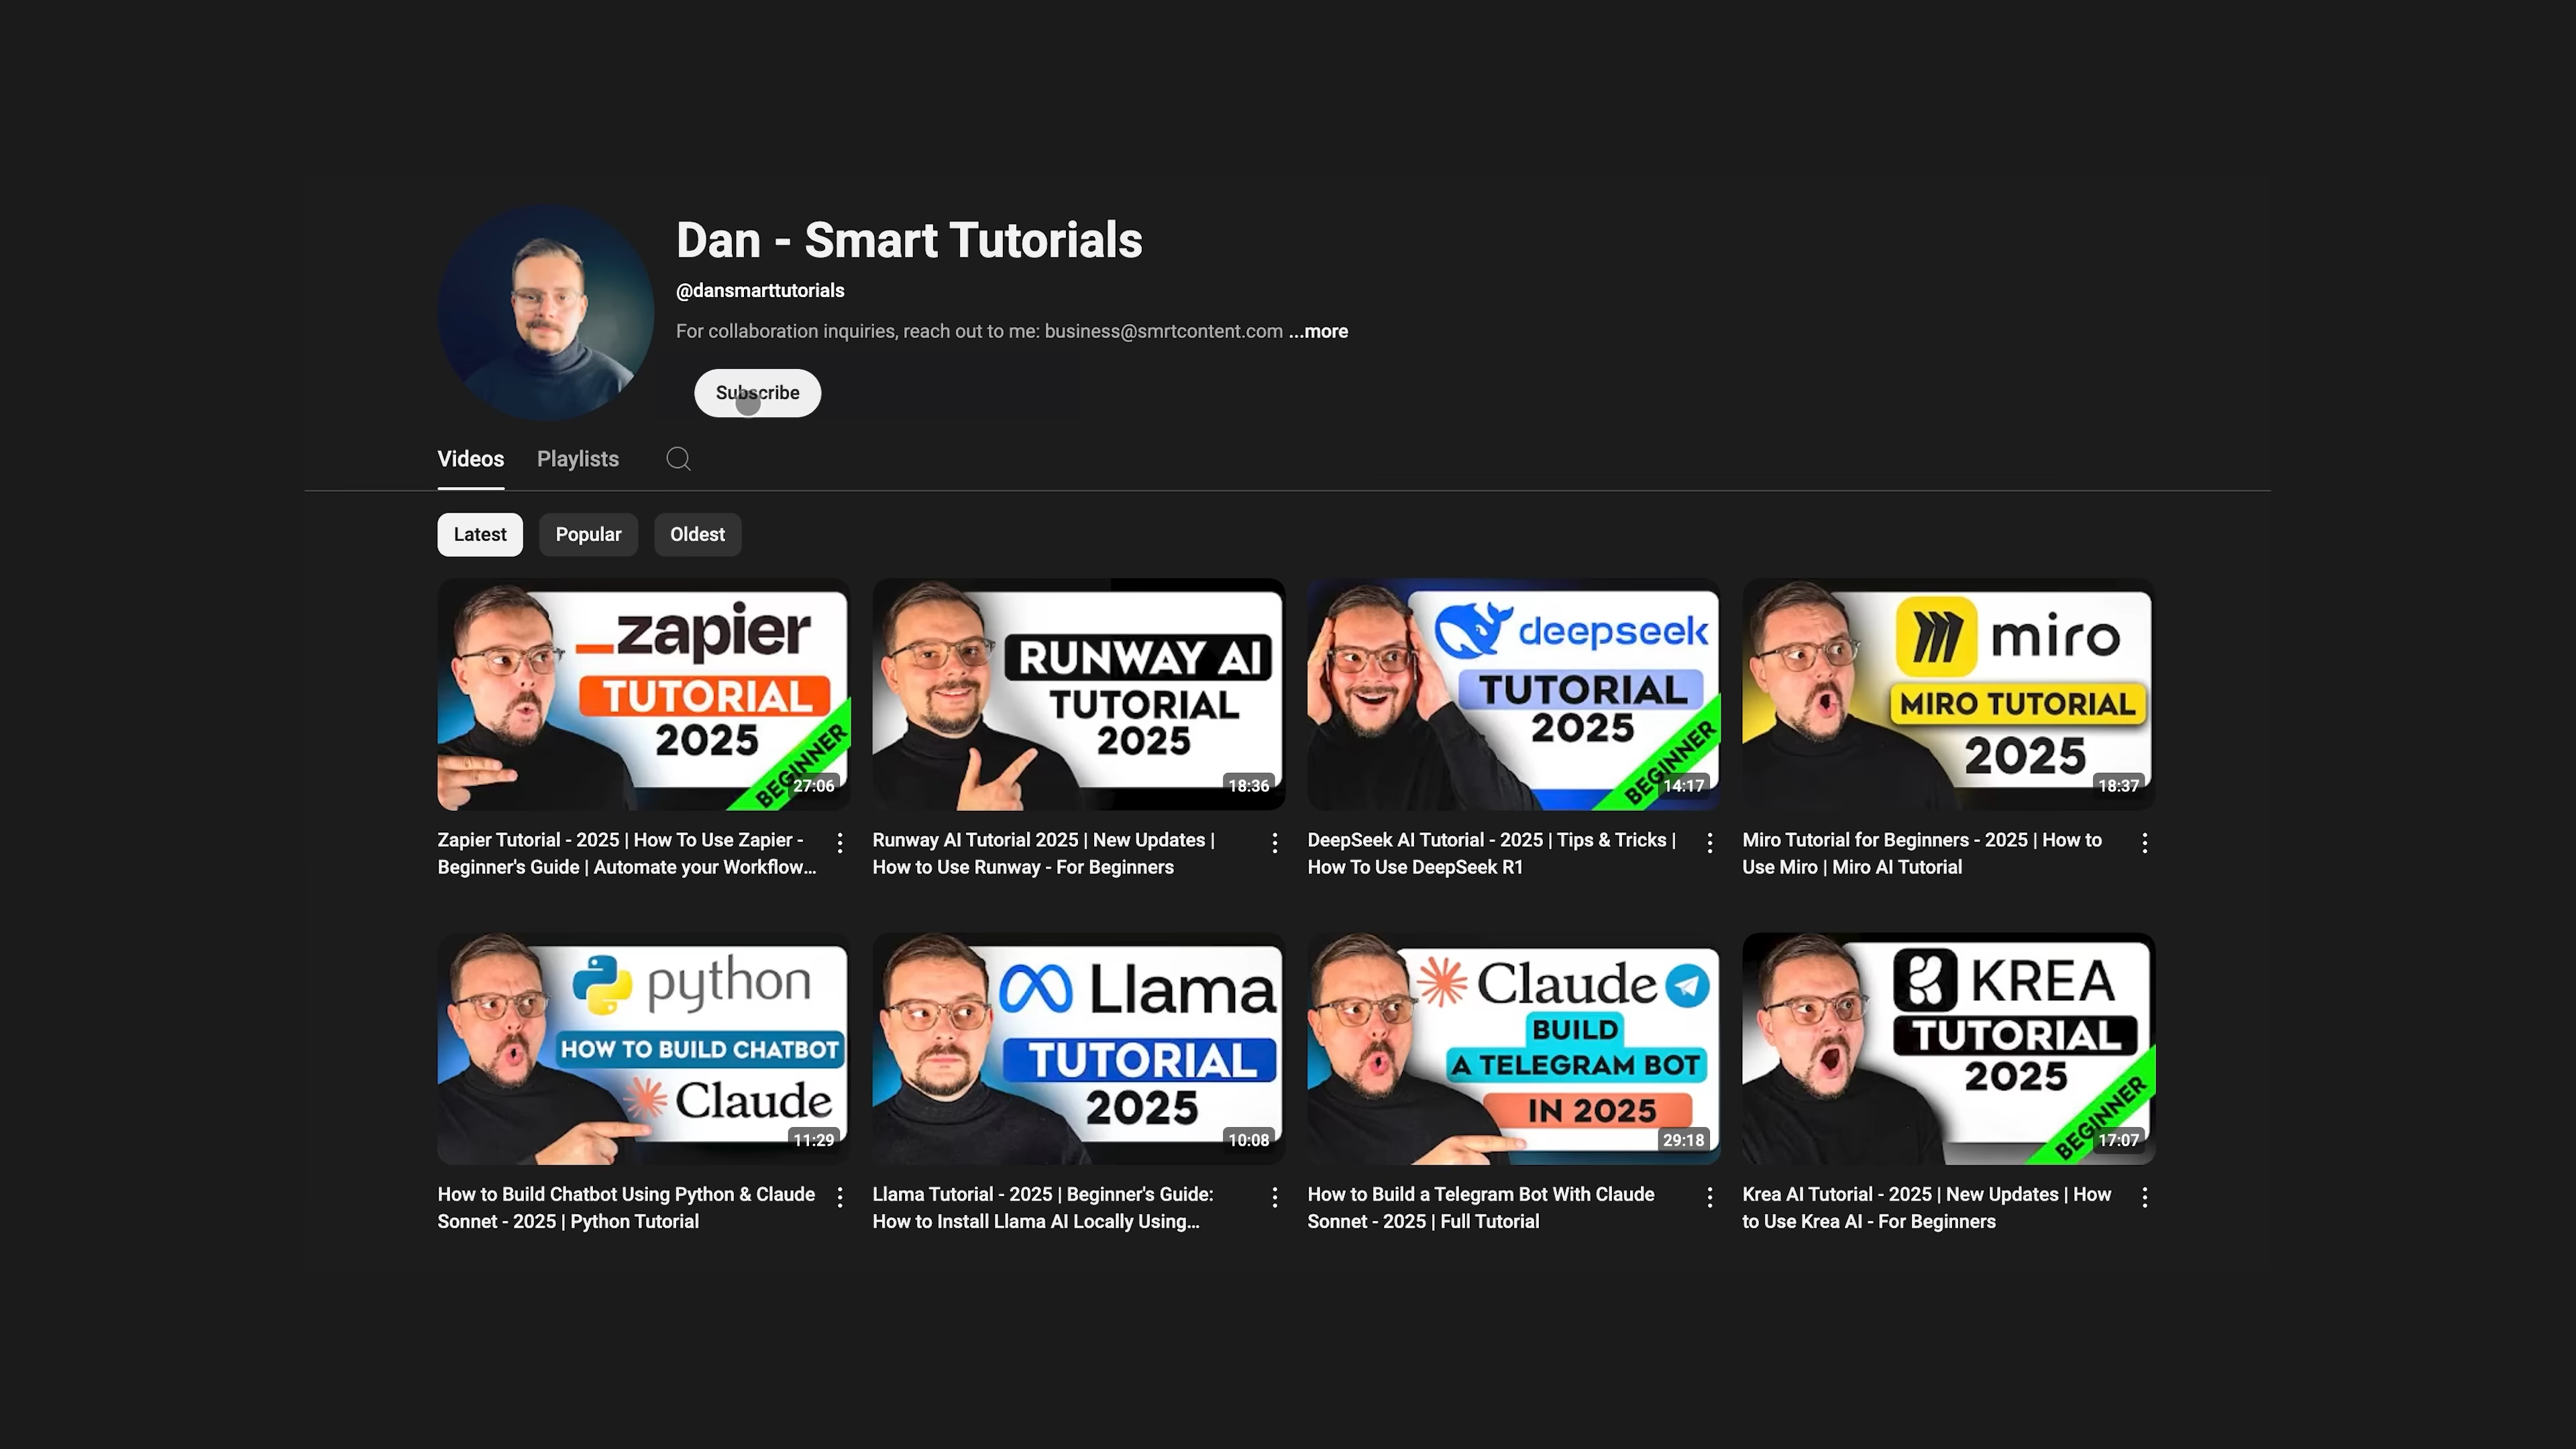 Dan - Smart Tutorials
@dansmarttutorials
For collaboration inquiries, reach out to me: business@smrtcontent.com ...more
Subscribe
Videos
Playlists
Latest
Popular
Oldest
zapier
TUTORIAL
2025
BEGINNER
27:06
RUNWAY AI
TUTORIAL
2025
18:36
deepseek
TUTORIAL
2025
BEGINNER
14:17
miro
MIRO TUTORIAL
2025
18:37
Zapier Tutorial - 2025 | How To Use Zapier -
Beginner's Guide | Automate your Workflow...
Runway AI Tutorial 2025 | New Updates |
How to Use Runway - For Beginners
DeepSeek AI Tutorial - 2025 | Tips & Tricks |
How To Use DeepSeek R1
Miro Tutorial for Beginners - 2025 | How to
Use Miro | Miro AI Tutorial
python
HOW TO BUILD CHATBOT
Claude
11:29
Llama
TUTORIAL
2025
10:08
Claude
BUILD
A TELEGRAM BOT
IN 2025
29:18
KREA
TUTORIAL
2025
BEGINNER
17:07
How to Build Chatbot Using Python & Claude
Sonnet - 2025 | Python Tutorial
Llama Tutorial - 2025 | Beginner's Guide:
How to Install Llama AI Locally Using...
How to Build a Telegram Bot With Claude
Sonnet - 2025 | Full Tutorial
Krea AI Tutorial - 2025 | New Updates | How
to Use Krea AI - For Beginners